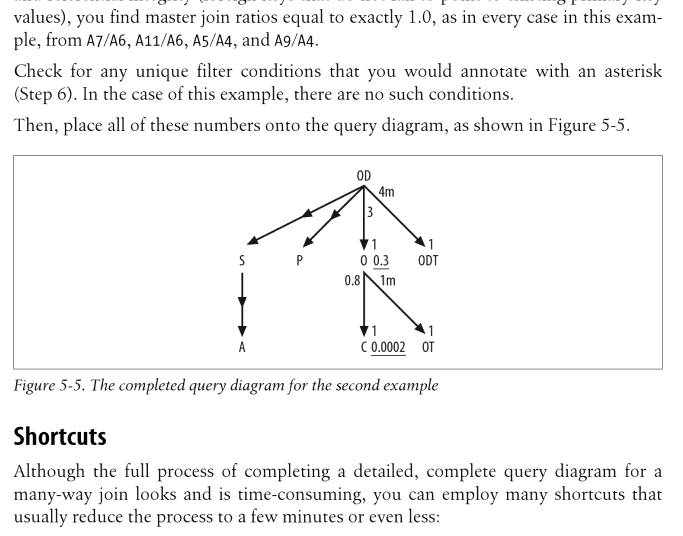 values), you find master join ratios equal to exactly 1.0, as in every case in this exam-
ple, from A7/A6, A11/A6, A5/A4, and A9/A4.
Check for any unique filter conditions that you would annotate with an asterisk
(Step 6). In the case of this example, there are no such conditions.
Then, place all of these numbers onto the query diagram, as shown in Figure 5-5.
OD
4m
3
1 1
S P O 0.3 ODT
0.8 1m
1 1
A C 0.0002 OT
Figure 5-5. The completed query diagram for the second example
Shortcuts
Although the full process of completing a detailed, complete query diagram for a
many-way join looks and is time-consuming, you can employ many shortcuts that
usually reduce the process to a few minutes or even less: